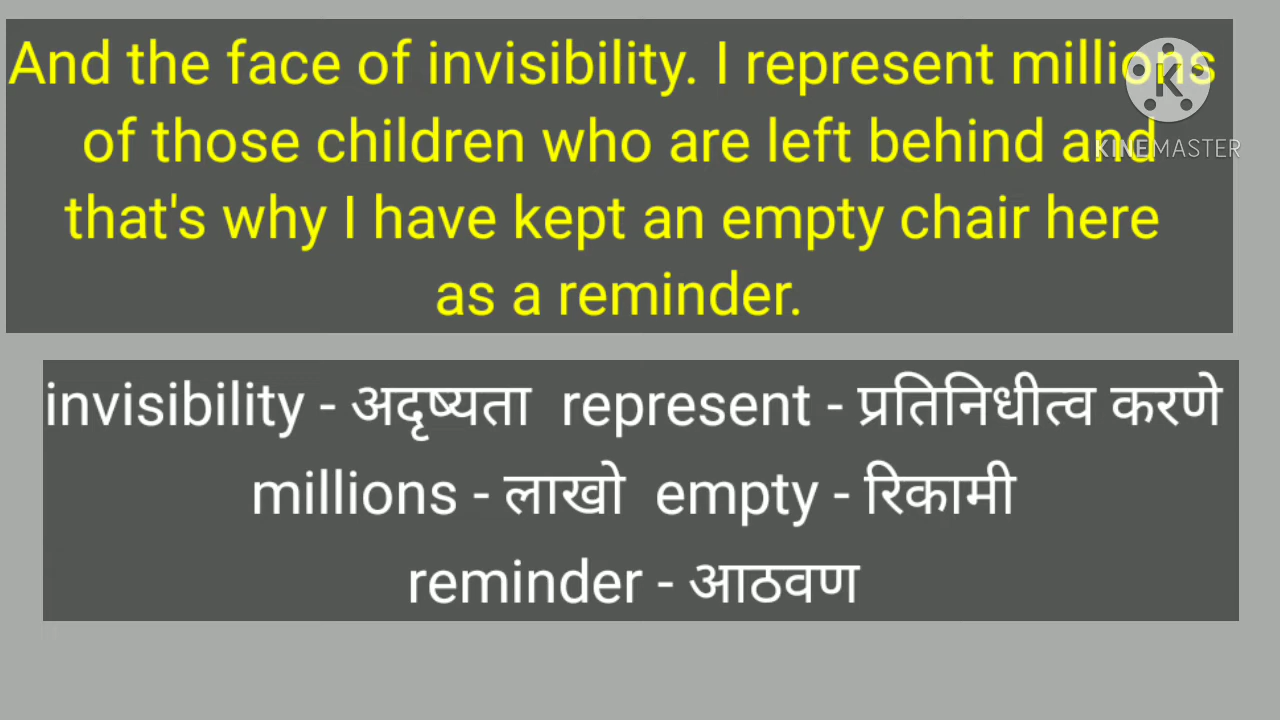 And the face of invisibility. I represent millions
of those children who are left behind and
that's why I have kept an empty chair here
as a reminder.
K
KINEMASTER
invisibility - अदृष्यता represent - प्रतिनिधीत्व करणे
millions - लाखो empty - रिकामी
reminder - आठवण